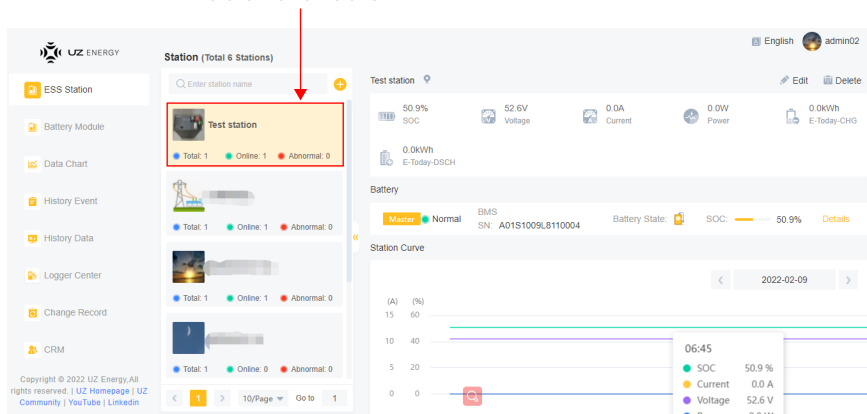 UZ ENERGY
English
admin02
Station (Total 6 Stations)
Enter station name
Test station
Edit
Delete
ESS Station
Battery Module
Data Chart
History Event
History Data
Logger Center
Change Record
CRM
Copyright © 2022 UZ Energy,All
rights reserved. | UZ Homepage | UZ
Community | YouTube | Linkedin
Test station
Total: 1 Online: 1 Abnormal: 0
Total: 1 Online: 1 Abnormal: 0
Total: 1 Online: 1 Abnormal: 0
Total: 1 Online: 0 Abnormal: 0
< 1 > 10/Page Go to 1
50.9%
SOC
52.6V
Voltage
0.0A
Current
0.0W
Power
0.0kWh
E-Today-CHG
0.0kWh
E-Today-DSCH
Battery
Master Normal
BMS
SN: A01S1009L8110004
Battery State:
SOC: 50.9% Details
Station Curve
< 2022-02-09 >
(A) (%)
15 60
10 40
5 20
0 0
06:45
SOC 50.9 %
Current 0.0 A
Voltage 52.6 V